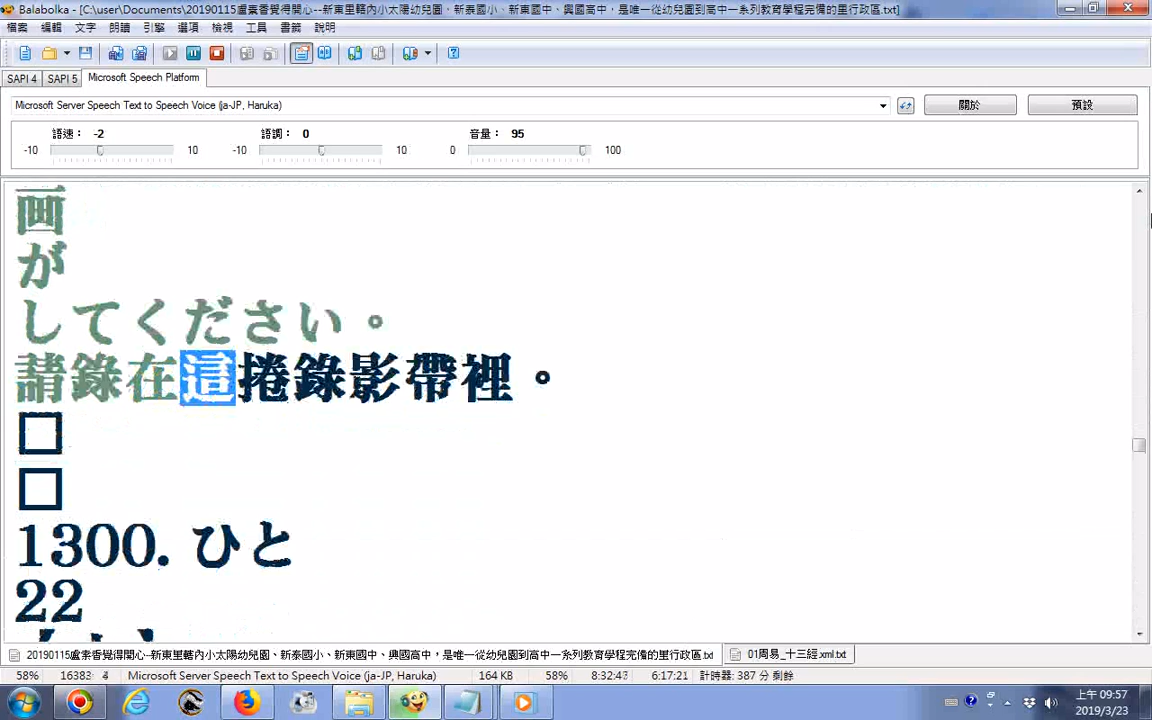 Balabolka - [C:\user\Documents\20190115盧素香覺得開心--新東里轄內小太陽幼兒園、新泰國小、新東國中、興國高中，是唯一從幼兒園到高中一系列教育學程完備的里行政區.txt]
檔案 編輯 文字 朗讀 引擎 選項 檢視 工具 書籤 說明
SAPI 4 SAPI 5 Microsoft Speech Platform
Microsoft Server Speech Text to Speech Voice (ja-JP, Haruka) 關於 預設
語速： -2 語調： 0 音量： 95
-10 10 -10 10 0 100
画
が
してください。
請錄在這捲錄影帶裡。
□
□
1300. ひと
22
20190115盧素香覺得開心--新東里轄內小太陽幼兒園、新泰國小、新東國中、興國高中，是唯一從幼兒園到高中一系列教育學程完備的里行政區.txt 01周易_十三經.xml.txt
58% Microsoft Server Speech Text to Speech Voice (ja-JP, Haruka) 164 KB 58% 8:32:43 6:17:21 計時器: 387 分 剩餘
上午 09:57
2019/3/23